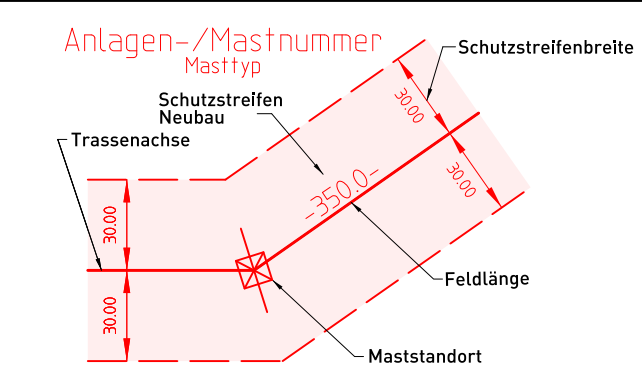 Anlagen-/Mastnummer
Masttyp
Schutzstreifenbreite
Schutzstreifen
Neubau
Trassenachse
30.00
30.00
-350.0-
30.00
30.00
Feldlänge
Maststandort